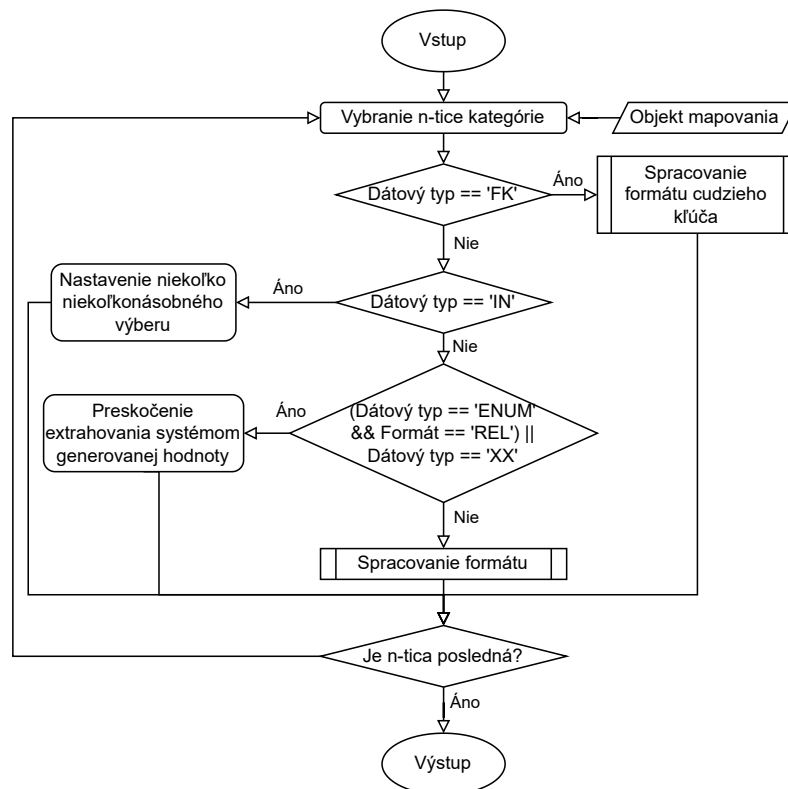 Vstup
Vybranie n-tice kategórie
Objekt mapovania
Dátový typ == 'FK'
Áno
Spracovanie
formátu cudzieho
kľúča
Nie
Nastavenie niekoľko
niekoľkonásobného
výberu
Áno
Dátový typ == 'IN'
Nie
Preskočenie
extrahovania systémom
generovanej hodnoty
Áno
(Dátový typ == 'ENUM'
&& Formát == 'REL') ||
Dátový typ == 'XX'
Nie
Spracovanie formátu
Je n-tica posledná?
Áno
Výstup